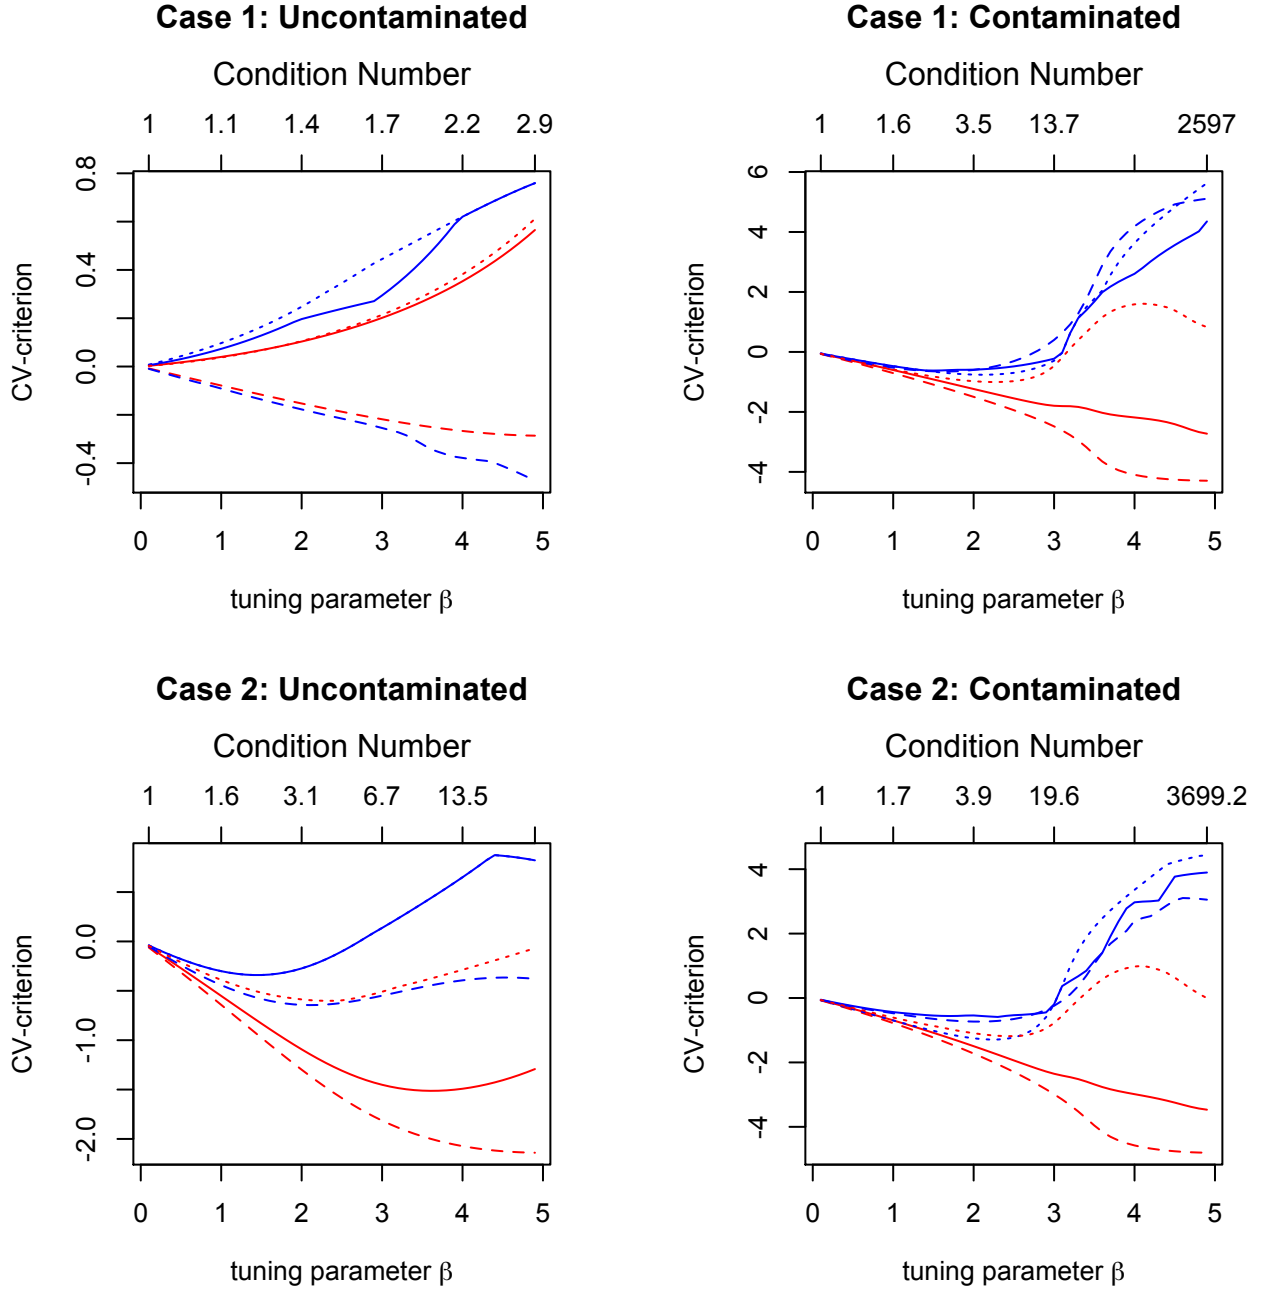 Case 1: Uncontaminated
Condition Number
1 1.1 1.4 1.7 2.2 2.9
CV-criterion
0.8
0.4
0.0
-0.4
0 1 2 3 4 5
tuning parameter β
Case 1: Contaminated
Condition Number
1 1.6 3.5 13.7 2597
CV-criterion
6
4
2
0
-2
-4
0 1 2 3 4 5
tuning parameter β
Case 2: Uncontaminated
Condition Number
1 1.6 3.1 6.7 13.5
CV-criterion
0.0
-1.0
-2.0
0 1 2 3 4 5
tuning parameter β
Case 2: Contaminated
Condition Number
1 1.7 3.9 19.6 3699.2
CV-criterion
4
2
0
-2
-4
0 1 2 3 4 5
tuning parameter β